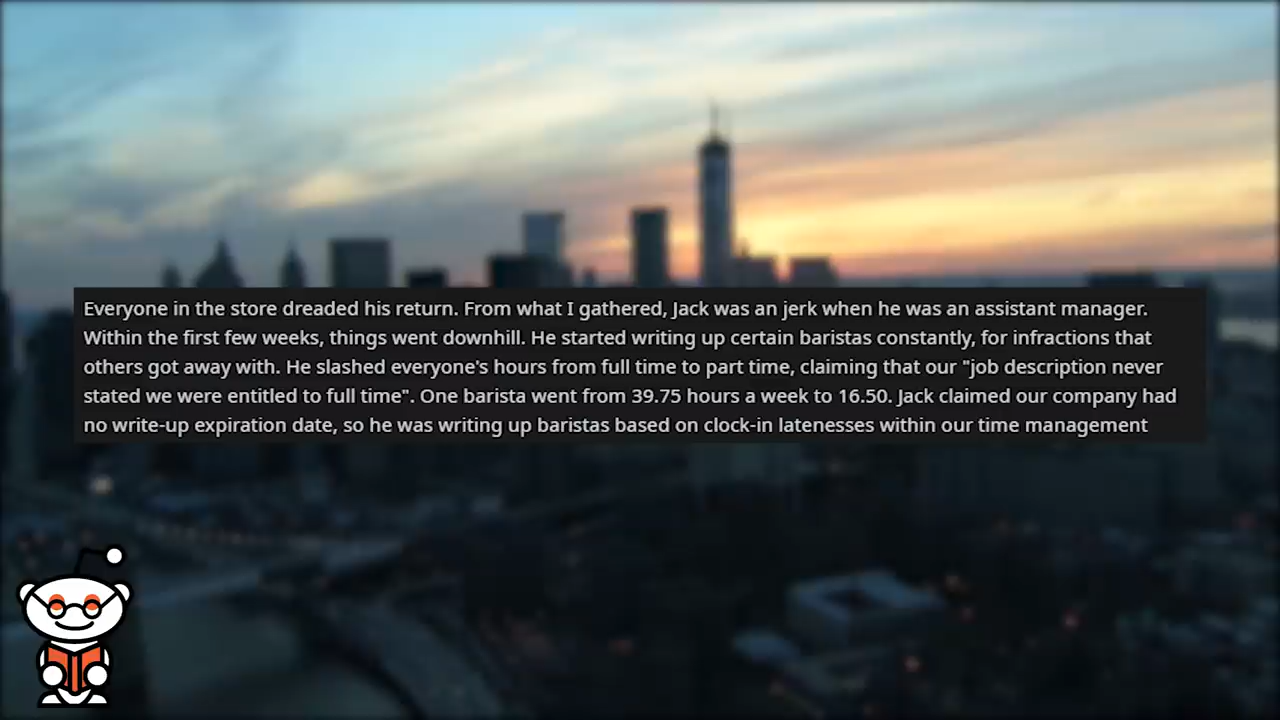 Everyone in the store dreaded his return. From what I gathered, Jack was an jerk when he was an assistant manager.
Within the first few weeks, things went downhill. He started writing up certain baristas constantly, for infractions that
others got away with. He slashed everyone's hours from full time to part time, claiming that our "job description never
stated we were entitled to full time". One barista went from 39.75 hours a week to 16.50. Jack claimed our company had
no write-up expiration date, so he was writing up baristas based on clock-in latenesses within our time management